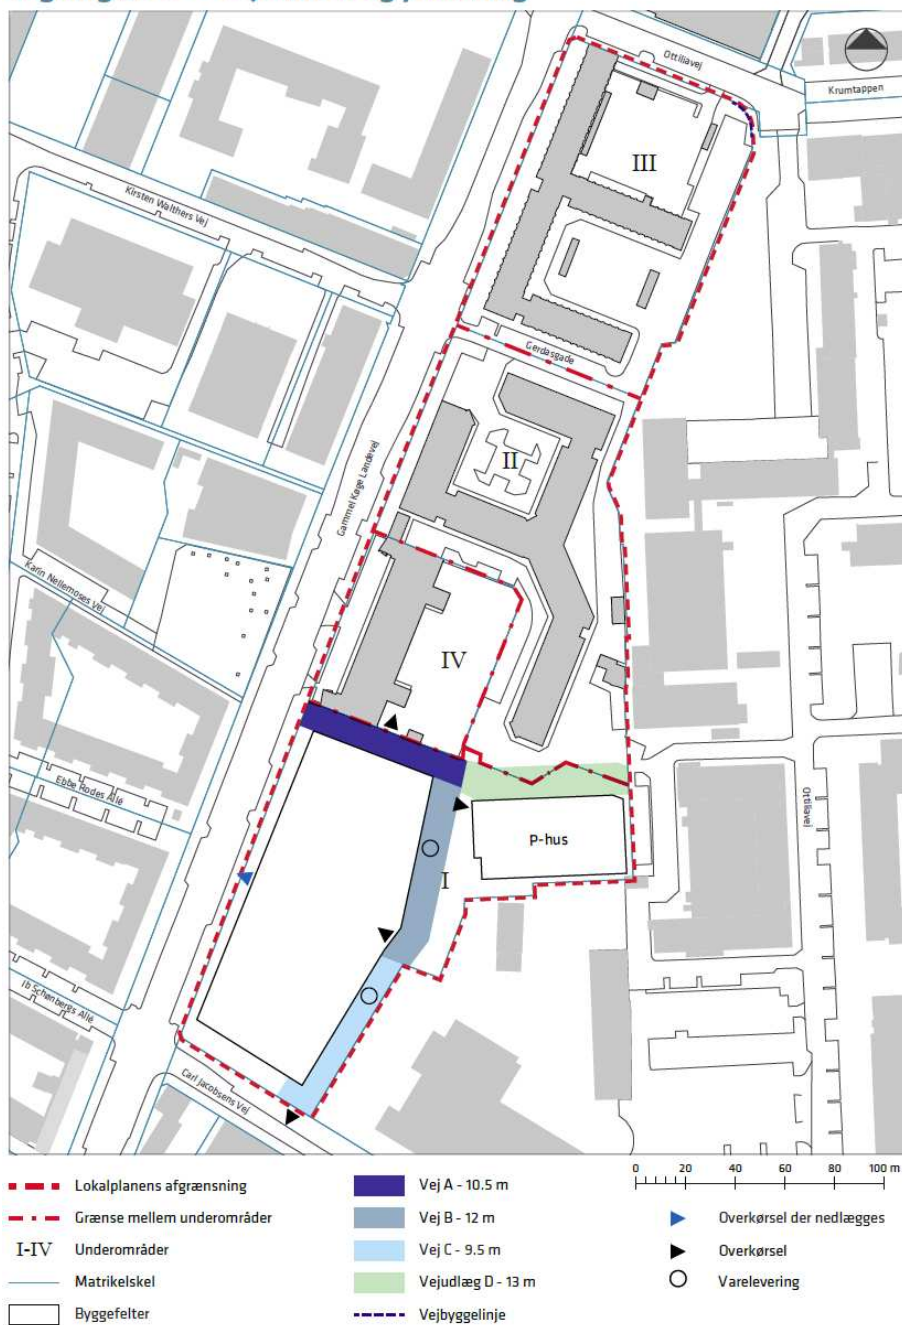 Ottiliavej
Krumtappen
III
Kirsten Walthers Vej
Gerdasgade
II
Gammel Køge Landevej
Karin Nellemoses Vej
IV
Ebbe Rodes Allé
P-hus
Ottiliavej
I
Ib Schønbergs Allé
Carl Jacobsens Vej
0 20 40 60 80 100 m
Lokalplanens afgrænsning
Grænse mellem underområder
I-IV Underområder
Matrikelskel
Byggefelter
Vej A - 10.5 m
Vej B - 12 m
Vej C - 9.5 m
Vejudlæg D - 13 m
Vejbyggelinje
Overkørsel der nedlægges
Overkørsel
Varelevering